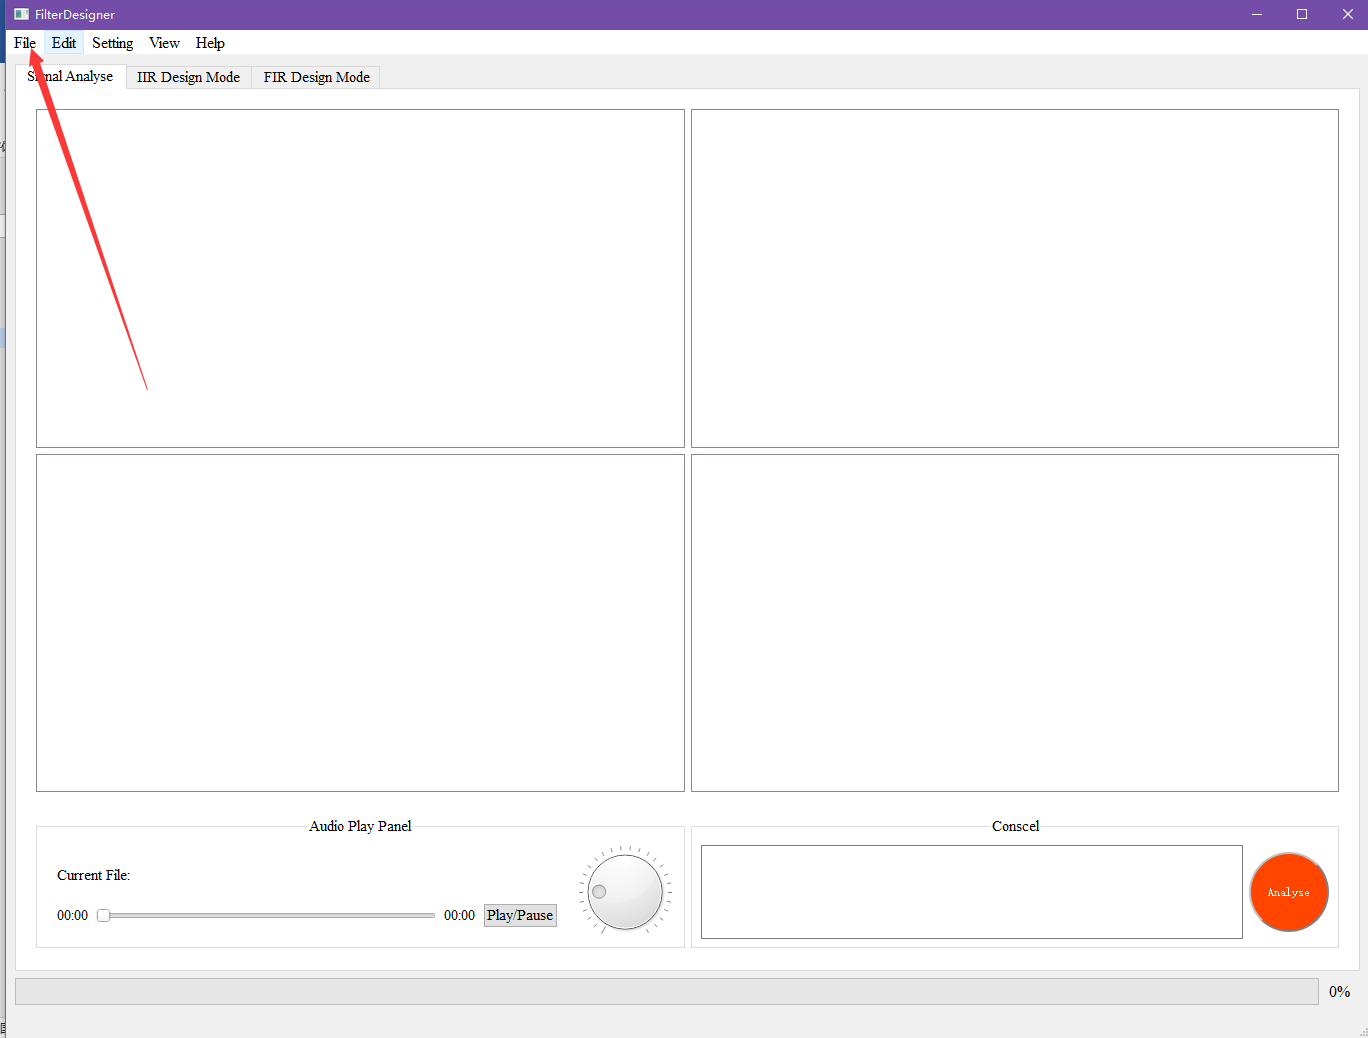 FilterDesigner
File Edit Setting View Help
Signal Analyse IIR Design Mode FIR Design Mode
Audio Play Panel
Conscel
Current File:
00:00 00:00 Play/Pause
Analyse
0%